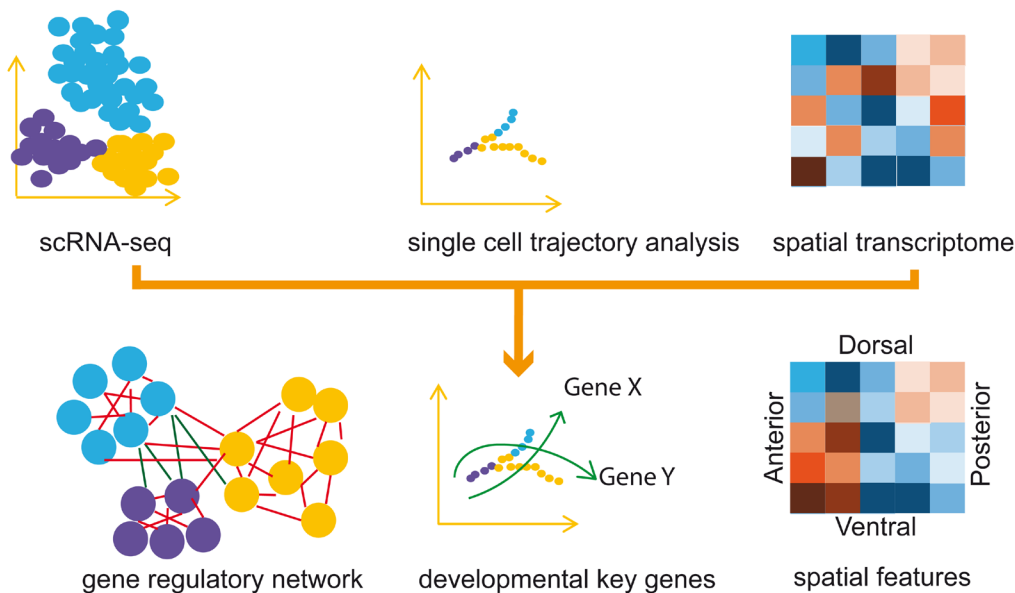 scRNA-seq
single cell trajectory analysis
spatial transcriptome
Dorsal
Anterior
Posterior
Ventral
Gene X
Gene Y
gene regulatory network
developmental key genes
spatial features